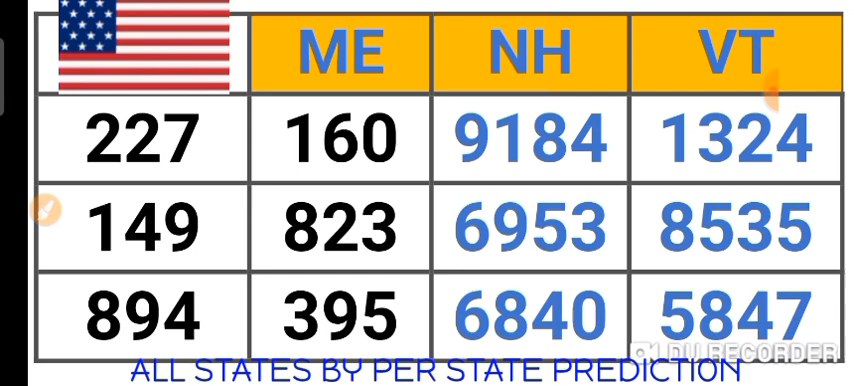 ME NH VT
227 160 9184 1324
149 823 6953 8535
894 395 6840 5847
DU RECORDER
ALL STATES BY PER STATE PREDICTION